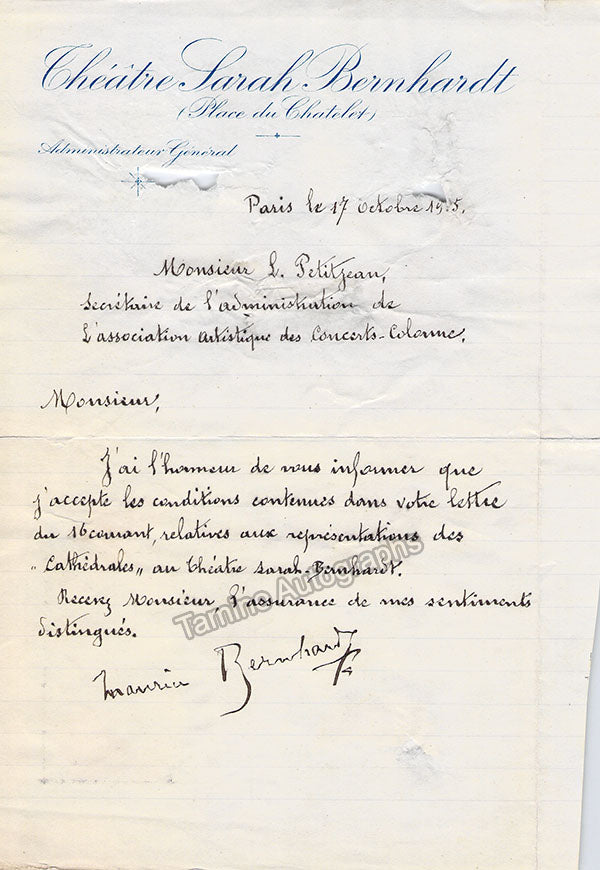 Théâtre Sarah Bernhardt
(Place du Chatelet)
Administrateur Général
Paris le 17 Octobre
Monsieur L. Petitjean,
Secrétaire de l'administration de
L'association artistique des Concerts-Colonne,
Monsieur,
J'ai l'honneur de vous informer que
j'accepte les conditions contenues dans votre lettre
du 16 courant, relatives aux représentations des
"Cathédrales" au Théâtre Sarah-Bernhardt.
Recevez Monsieur, l'assurance de mes sentiments
distingués.
Maurice Bernhardt
Tamino Autographs